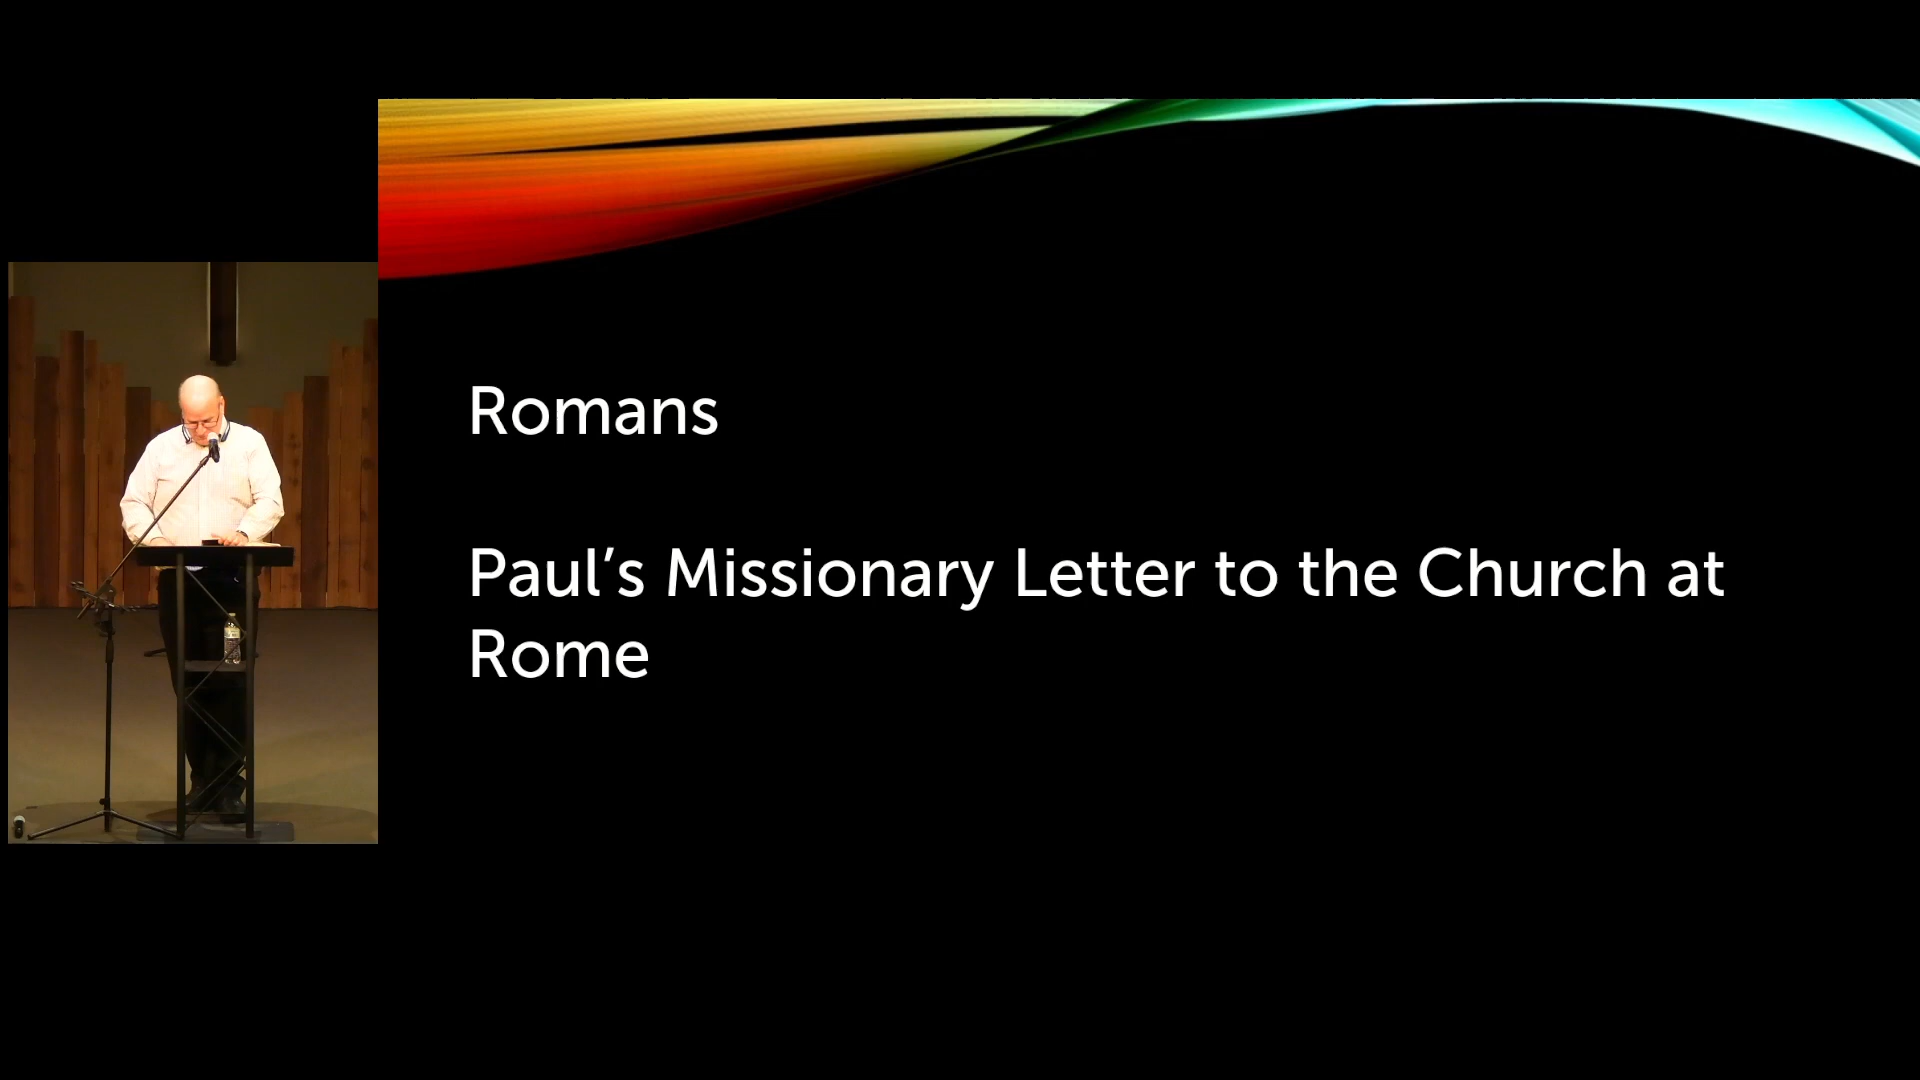 Romans
Paul’s Missionary Letter to the Church at
Rome